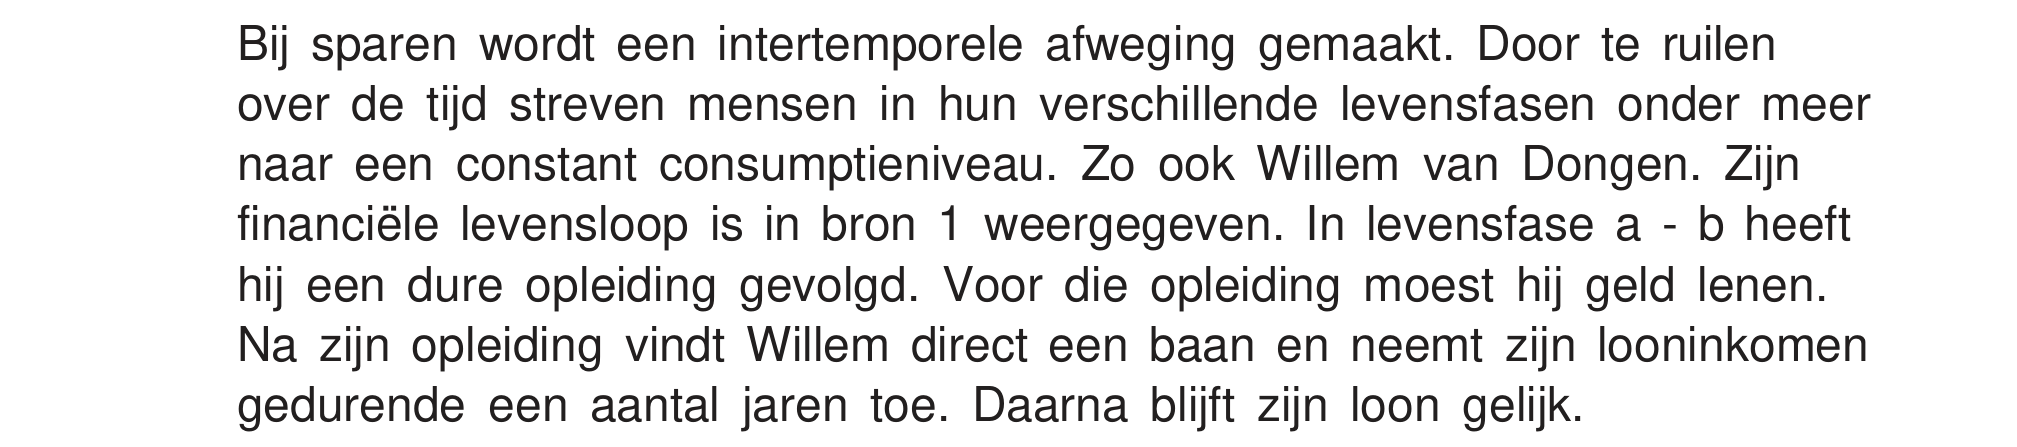 Bij sparen wordt een intertemporele afweging gemaakt. Door te ruilen
over de tijd streven mensen in hun verschillende levensfasen onder meer
naar een constant consumptieniveau. Zo ook Willem van Dongen. Zijn
financiële levensloop is in bron 1 weergegeven. In levensfase a - b heeft
hij een dure opleiding gevolgd. Voor die opleiding moest hij geld lenen.
Na zijn opleiding vindt Willem direct een baan en neemt zijn looninkomen
gedurende een aantal jaren toe. Daarna blijft zijn loon gelijk.